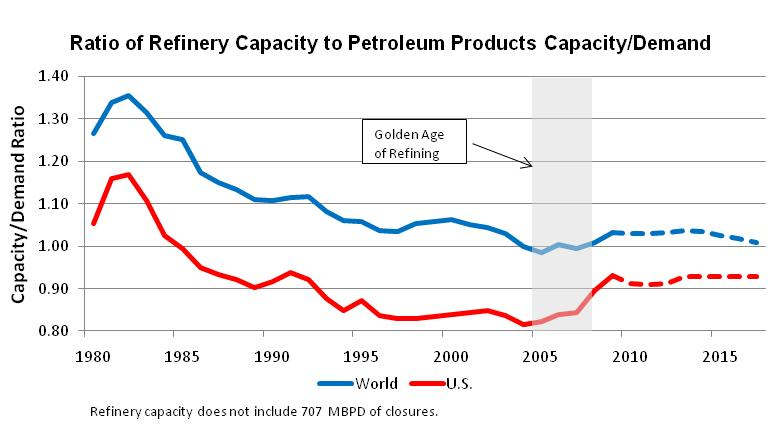 Ratio of Refinery Capacity to Petroleum Products Capacity/Demand
Capacity/Demand Ratio
1.40
1.30
1.20
1.10
1.00
0.90
0.80
Golden Age
of Refining
1980 1985 1990 1995 2000 2005 2010 2015
World U.S.
Refinery capacity does not include 707 MBPD of closures.